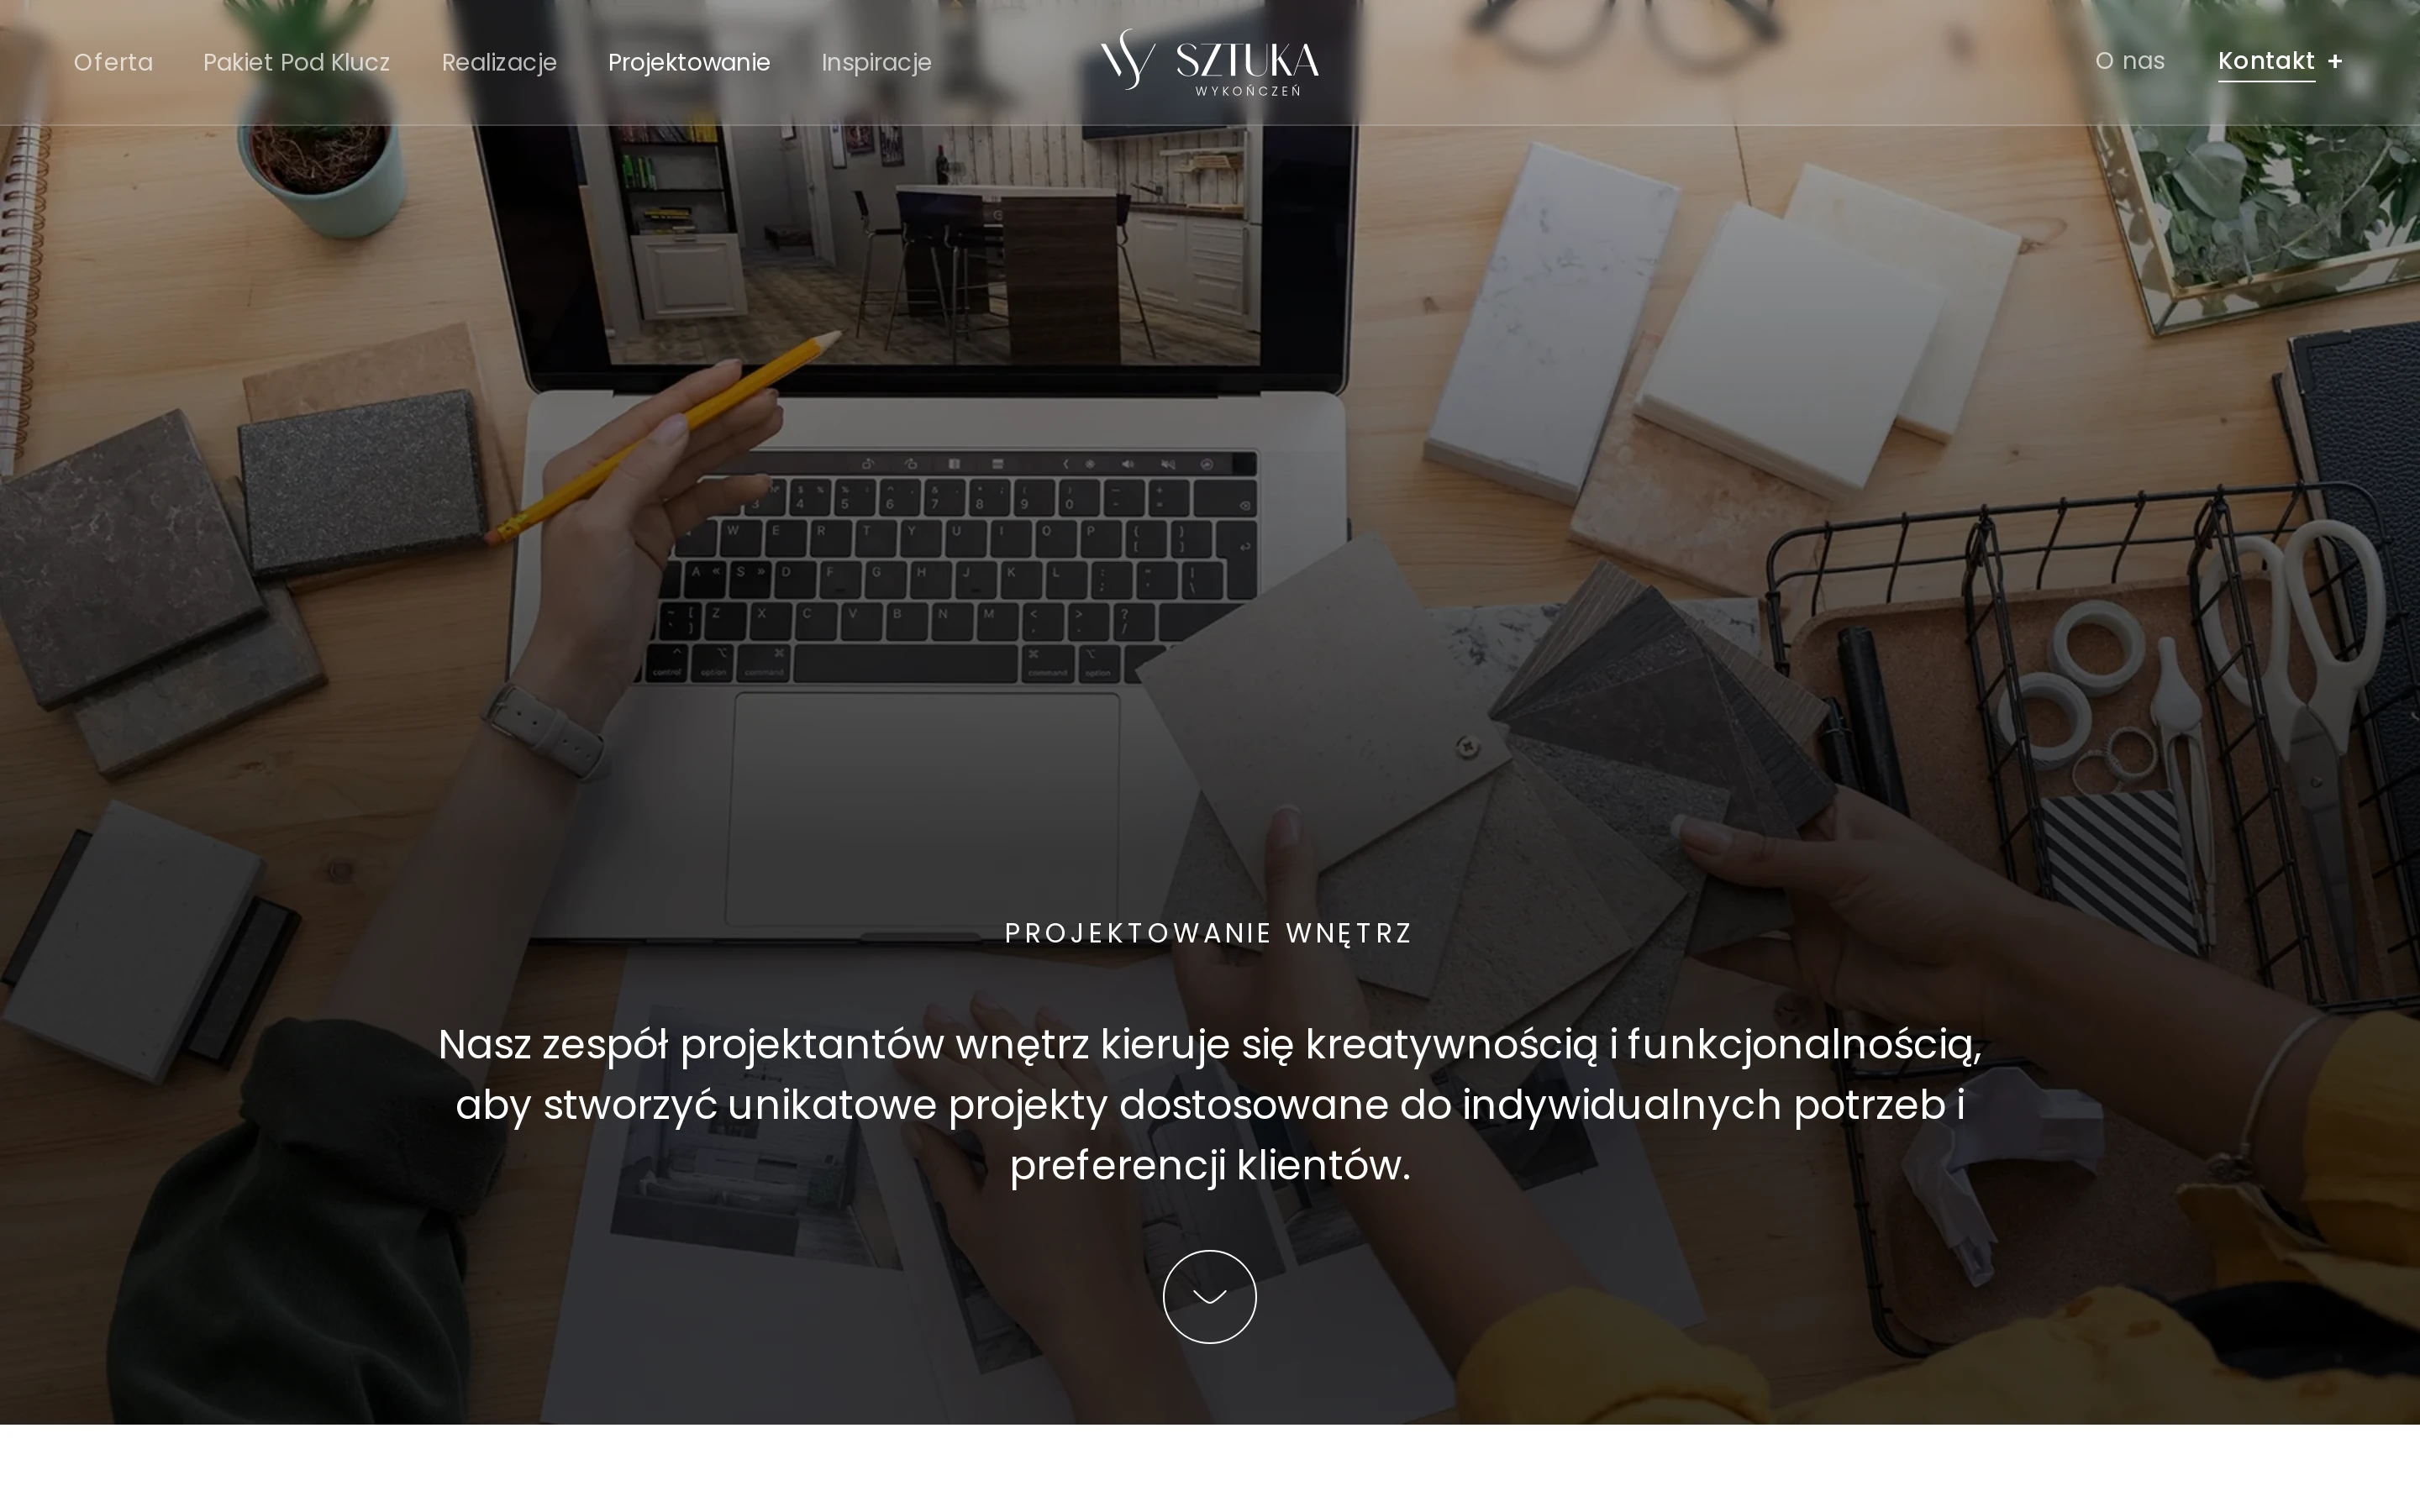 Oferta Pakiet Pod Klucz Realizacje Projektowanie Inspiracje
SZTUKA
WYKOŃCZEŃ
O nas Kontakt +
PROJEKTOWANIE WNĘTRZ
Nasz zespół projektantów wnętrz kieruje się kreatywnością i funkcjonalnością,
aby stworzyć unikatowe projekty dostosowane do indywidualnych potrzeb i
preferencji klientów.